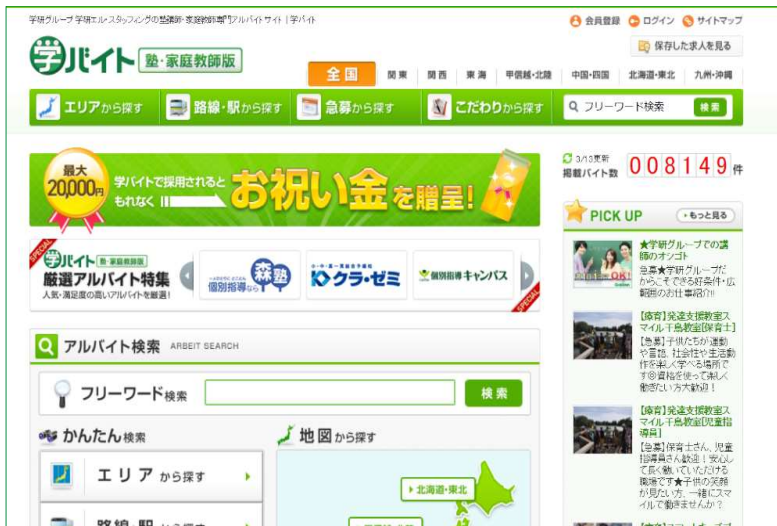 学研グループ 学研エル・スタッフィングの塾講師・家庭教師専門アルバイトサイト | 学バイト
会員登録 ログイン サイトマップ
学バイト 塾・家庭教師版
保存した求人を見る
全国 関東 関西 東海 甲信越・北陸 中国・四国 北海道・東北 九州・沖縄
エリアから探す 路線・駅から探す 急募から探す こだわりから探す フリーワード検索 検索
最大
20,000円
学バイトで採用されると
もれなく
お祝い金を贈呈!
3/13更新
掲載バイト数 008149件
PICK UP もっと見る
SPECIAL
学バイト 塾・家庭教師版
厳選アルバイト特集
人気・満足度の高いアルバイトを厳選!
個別指導なら 森塾
クラ・ゼミ
個別指導キャンパス
SPECIAL
★学研グループでの講
師のオシゴト
急募★学研グループだ
からこそできる好条件・広
範囲のお仕事紹介!!
アルバイト検索 ARBEIT SEARCH
フリーワード検索 検索
かんたん検索
エリアから探す
路線・駅から探す
地図から探す
北海道・東北
【療育】発達支援教室ス
マイル千鳥教室[保育士]
【急募】子供たちが運動
や言語、社会性や生活動
作を楽しく学べる場所で
す◎資格を使って楽しく
働きたい方大歓迎!
【療育】発達支援教室ス
マイル千鳥教室[児童指
導員]
【急募】保育士さん、児童
指導員さん歓迎!安心し
て長く働いていただける
職場です★子供の笑顔
が見たい方、一緒にスマ
イルで働きませんか?